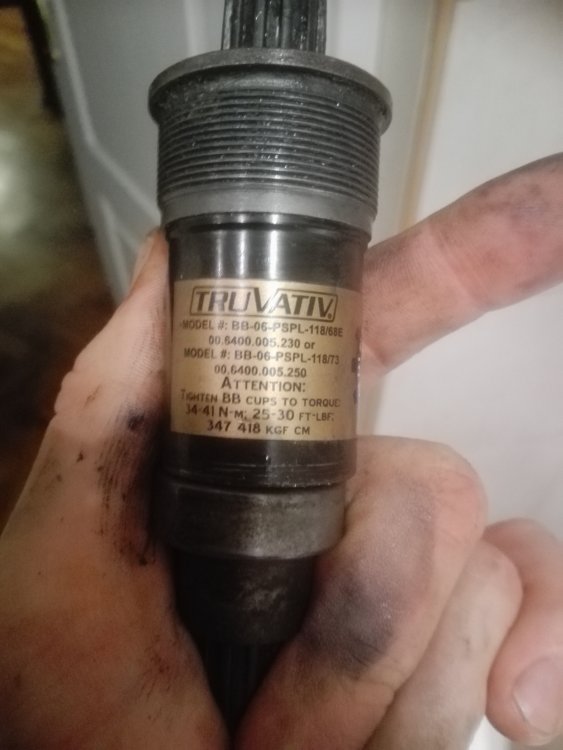 TRUVATIV
MODEL #: BB-06-PSPL-118/68E
00.6400.005.230 or
MODEL #: BB-06-PSPL-118/73
00.6400.005.250
ATTENTION:
TIGHTEN BB CUPS TO TORQUE:
34-41 N-M; 25-30 FT-LBF;
347 418 KGF CM